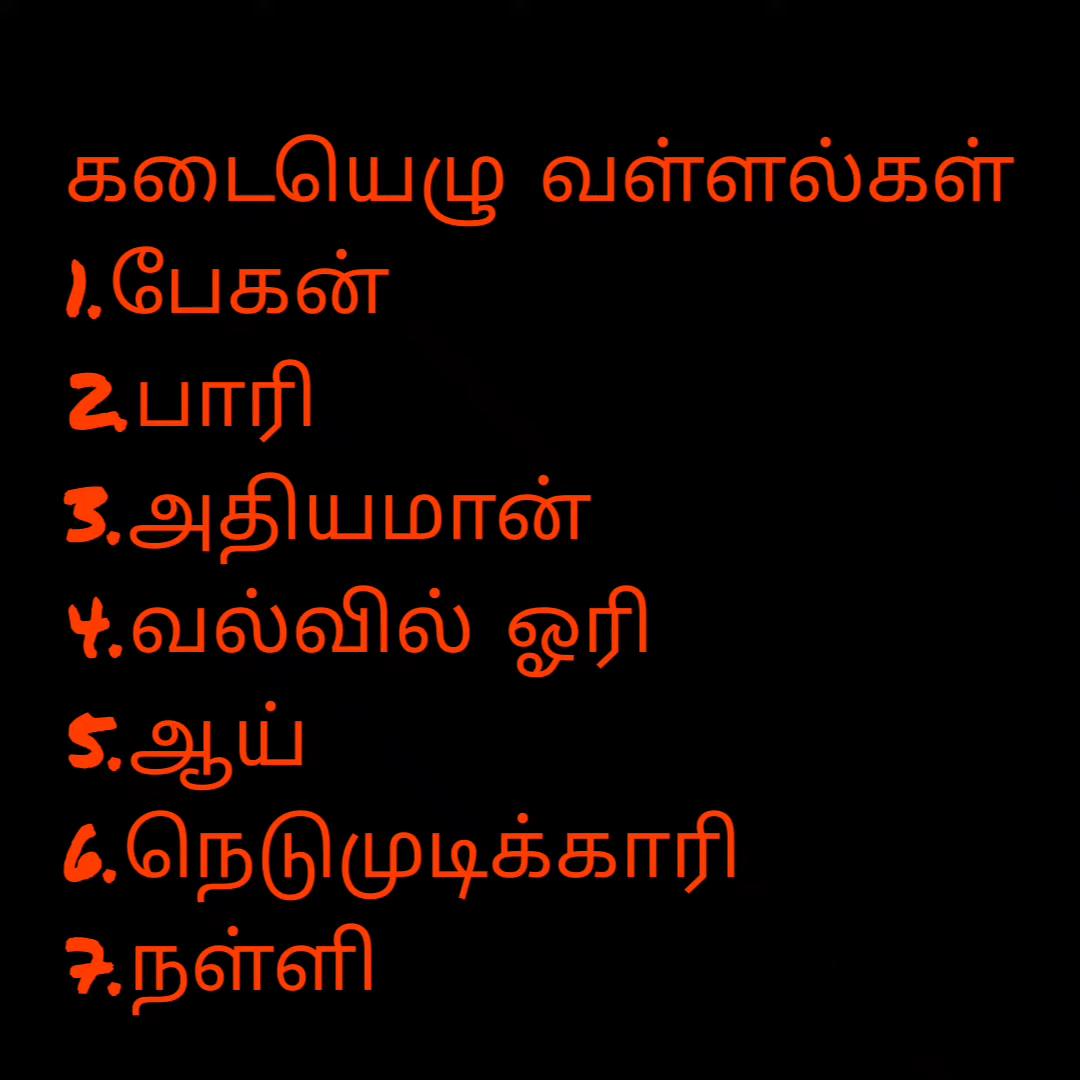 கடையெழு வள்ளல்கள்
1.பேகன்
2.பாரி
3.அதியமான்
4.வல்வில் ஓரி
5.ஆய்
6.நெடுமுடிக்காரி
7.நள்ளி